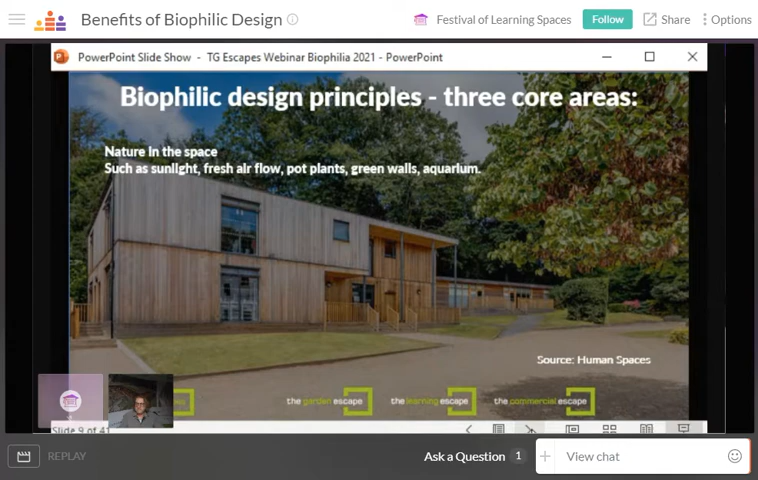 Benefits of Biophilic Design
Festival of Learning Spaces
Follow
Share
Options
PowerPoint Slide Show - TG Escapes Webinar Biophilia 2021 - PowerPoint
Biophilic design principles - three core areas:
Nature in the space
Such as sunlight, fresh air flow, pot plants, green walls, aquarium.
Source: Human Spaces
the garden escape
the learning escape
the commercial escape
Slide 9 of 41
REPLAY
Ask a Question 1
View chat